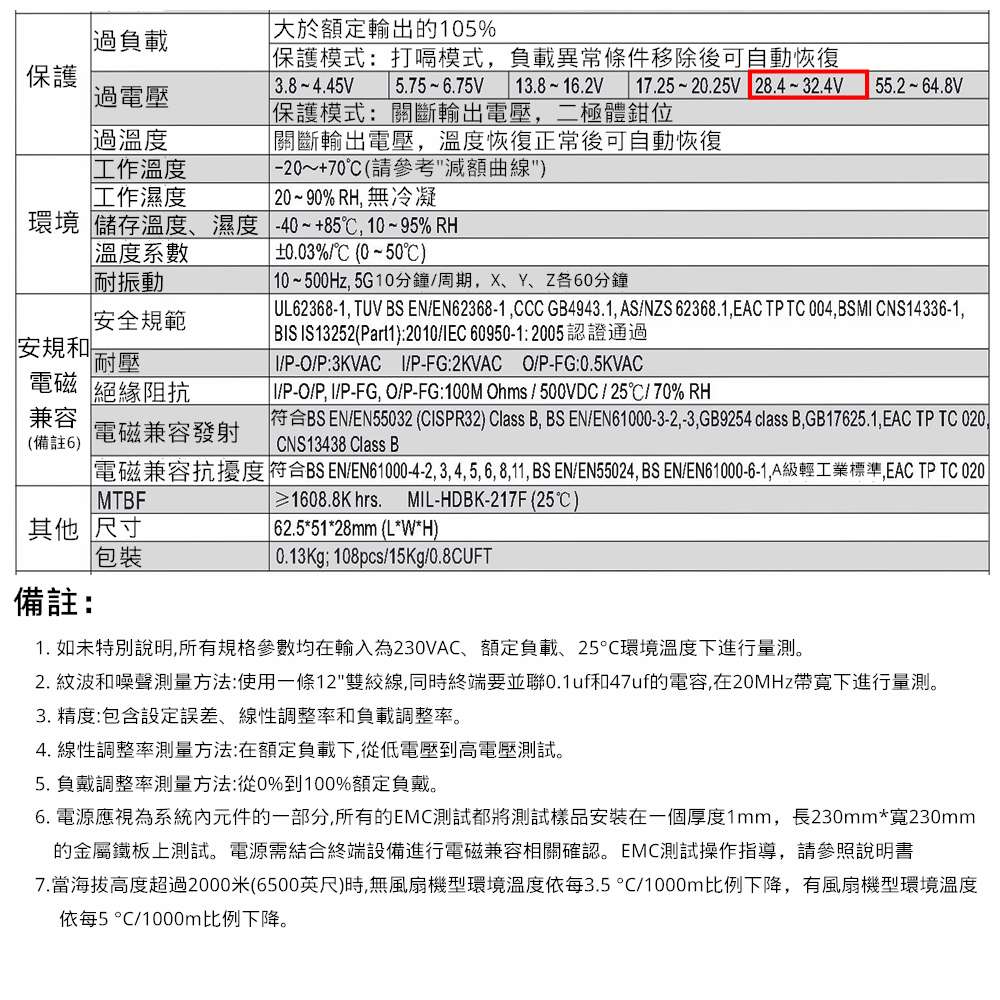 保護
過負載
大於額定輸出的105%
保護模式：打嗝模式，負載異常條件移除後可自動恢復
過電壓
3.8 ~ 4.45V 5.75 ~ 6.75V 13.8 ~ 16.2V 17.25 ~ 20.25V 28.4 ~ 32.4V 55.2 ~ 64.8V
保護模式：關斷輸出電壓，二極體鉗位
過溫度 關斷輸出電壓，溫度恢復正常後可自動恢復
環境
工作溫度 -20～+70℃(請參考"減額曲線")
工作濕度 20 ~ 90% RH, 無冷凝
儲存溫度、濕度 -40 ~ +85℃, 10 ~ 95% RH
溫度系數 ±0.03%/℃ (0 ~ 50℃)
耐振動 10 ~ 500Hz, 5G 10分鐘/周期，X、Y、Z各60分鐘
安規和
電磁
兼容
(備註6)
安全規範
UL62368-1, TUV BS EN/EN62368-1 ,CCC GB4943.1, AS/NZS 62368.1,EAC TP TC 004,BSMI CNS14336-1,
BIS IS13252(Part1):2010/IEC 60950-1: 2005 認證通過
耐壓 I/P-O/P:3KVAC I/P-FG:2KVAC O/P-FG:0.5KVAC
絕緣阻抗 I/P-O/P, I/P-FG, O/P-FG:100M Ohms / 500VDC / 25℃/ 70% RH
電磁兼容發射
符合BS EN/EN55032 (CISPR32) Class B, BS EN/EN61000-3-2,-3,GB9254 class B,GB17625.1,EAC TP TC 020,
CNS13438 Class B
電磁兼容抗擾度 符合BS EN/EN61000-4-2, 3, 4, 5, 6, 8,11, BS EN/EN55024, BS EN/EN61000-6-1,A級輕工業標準,EAC TP TC 020
其他
MTBF ≥1608.8K hrs. MIL-HDBK-217F (25℃)
尺寸 62.5*51*28mm (L*W*H)
包裝 0.13Kg; 108pcs/15Kg/0.8CUFT
備註：
1. 如未特別說明,所有規格參數均在輸入為230VAC、額定負載、25°C環境溫度下進行量測。
2. 紋波和噪聲測量方法:使用一條12"雙絞線,同時終端要並聯0.1uf和47uf的電容,在20MHz帶寬下進行量測。
3. 精度:包含設定誤差、線性調整率和負載調整率。
4. 線性調整率測量方法:在額定負載下,從低電壓到高電壓測試。
5. 負戴調整率測量方法:從0%到100%額定負戴。
6. 電源應視為系統內元件的一部分,所有的EMC測試都將測試樣品安裝在一個厚度1mm，長230mm*寬230mm
的金屬鐵板上測試。電源需結合終端設備進行電磁兼容相關確認。EMC測試操作指導，請參照說明書
7.當海拔高度超過2000米(6500英尺)時,無風扇機型環境溫度依每3.5 °C/1000m比例下降，有風扇機型環境溫度
依每5 °C/1000m比例下降。